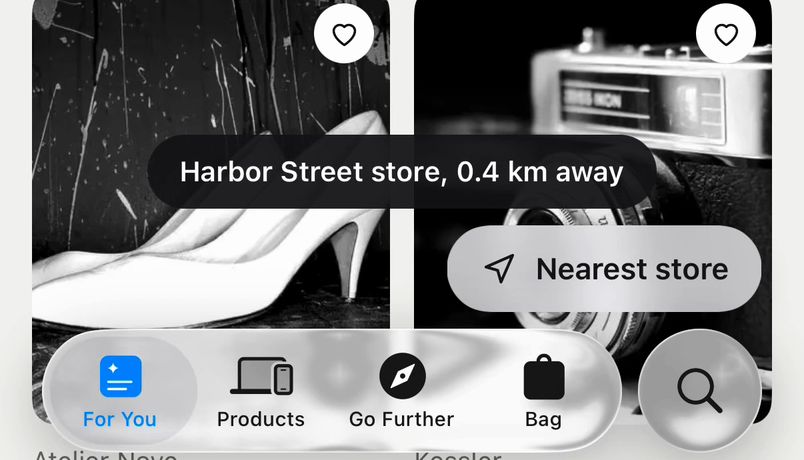 Harbor Street store, 0.4 km away
Nearest store
For You
Products
Go Further
Bag